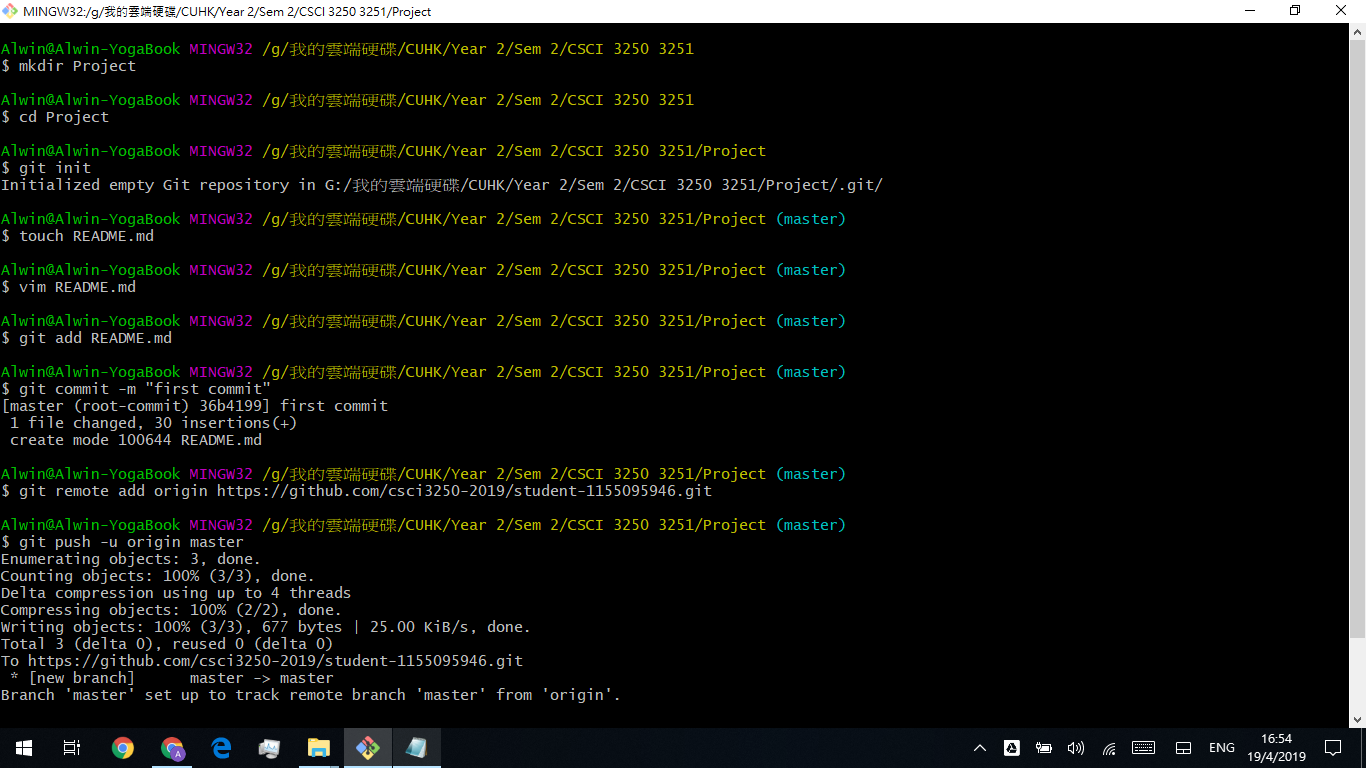 MINGW32:/g/我的雲端硬碟/CUHK/Year 2/Sem 2/CSCI 3250 3251/Project
Alwin@Alwin-YogaBook MINGW32 /g/我的雲端硬碟/CUHK/Year 2/Sem 2/CSCI 3250 3251
$ mkdir Project
Alwin@Alwin-YogaBook MINGW32 /g/我的雲端硬碟/CUHK/Year 2/Sem 2/CSCI 3250 3251
$ cd Project
Alwin@Alwin-YogaBook MINGW32 /g/我的雲端硬碟/CUHK/Year 2/Sem 2/CSCI 3250 3251/Project
$ git init
Initialized empty Git repository in G:/我的雲端硬碟/CUHK/Year 2/Sem 2/CSCI 3250 3251/Project/.git/
Alwin@Alwin-YogaBook MINGW32 /g/我的雲端硬碟/CUHK/Year 2/Sem 2/CSCI 3250 3251/Project (master)
$ touch README.md
Alwin@Alwin-YogaBook MINGW32 /g/我的雲端硬碟/CUHK/Year 2/Sem 2/CSCI 3250 3251/Project (master)
$ vim README.md
Alwin@Alwin-YogaBook MINGW32 /g/我的雲端硬碟/CUHK/Year 2/Sem 2/CSCI 3250 3251/Project (master)
$ git add README.md
Alwin@Alwin-YogaBook MINGW32 /g/我的雲端硬碟/CUHK/Year 2/Sem 2/CSCI 3250 3251/Project (master)
$ git commit -m "first commit"
[master (root-commit) 36b4199] first commit
 1 file changed, 30 insertions(+)
 create mode 100644 README.md
Alwin@Alwin-YogaBook MINGW32 /g/我的雲端硬碟/CUHK/Year 2/Sem 2/CSCI 3250 3251/Project (master)
$ git remote add origin https://github.com/csci3250-2019/student-1155095946.git
Alwin@Alwin-YogaBook MINGW32 /g/我的雲端硬碟/CUHK/Year 2/Sem 2/CSCI 3250 3251/Project (master)
$ git push -u origin master
Enumerating objects: 3, done.
Counting objects: 100% (3/3), done.
Delta compression using up to 4 threads
Compressing objects: 100% (2/2), done.
Writing objects: 100% (3/3), 677 bytes | 25.00 KiB/s, done.
Total 3 (delta 0), reused 0 (delta 0)
To https://github.com/csci3250-2019/student-1155095946.git
 * [new branch]      master -> master
Branch 'master' set up to track remote branch 'master' from 'origin'.
A
ENG
16:54
19/4/2019